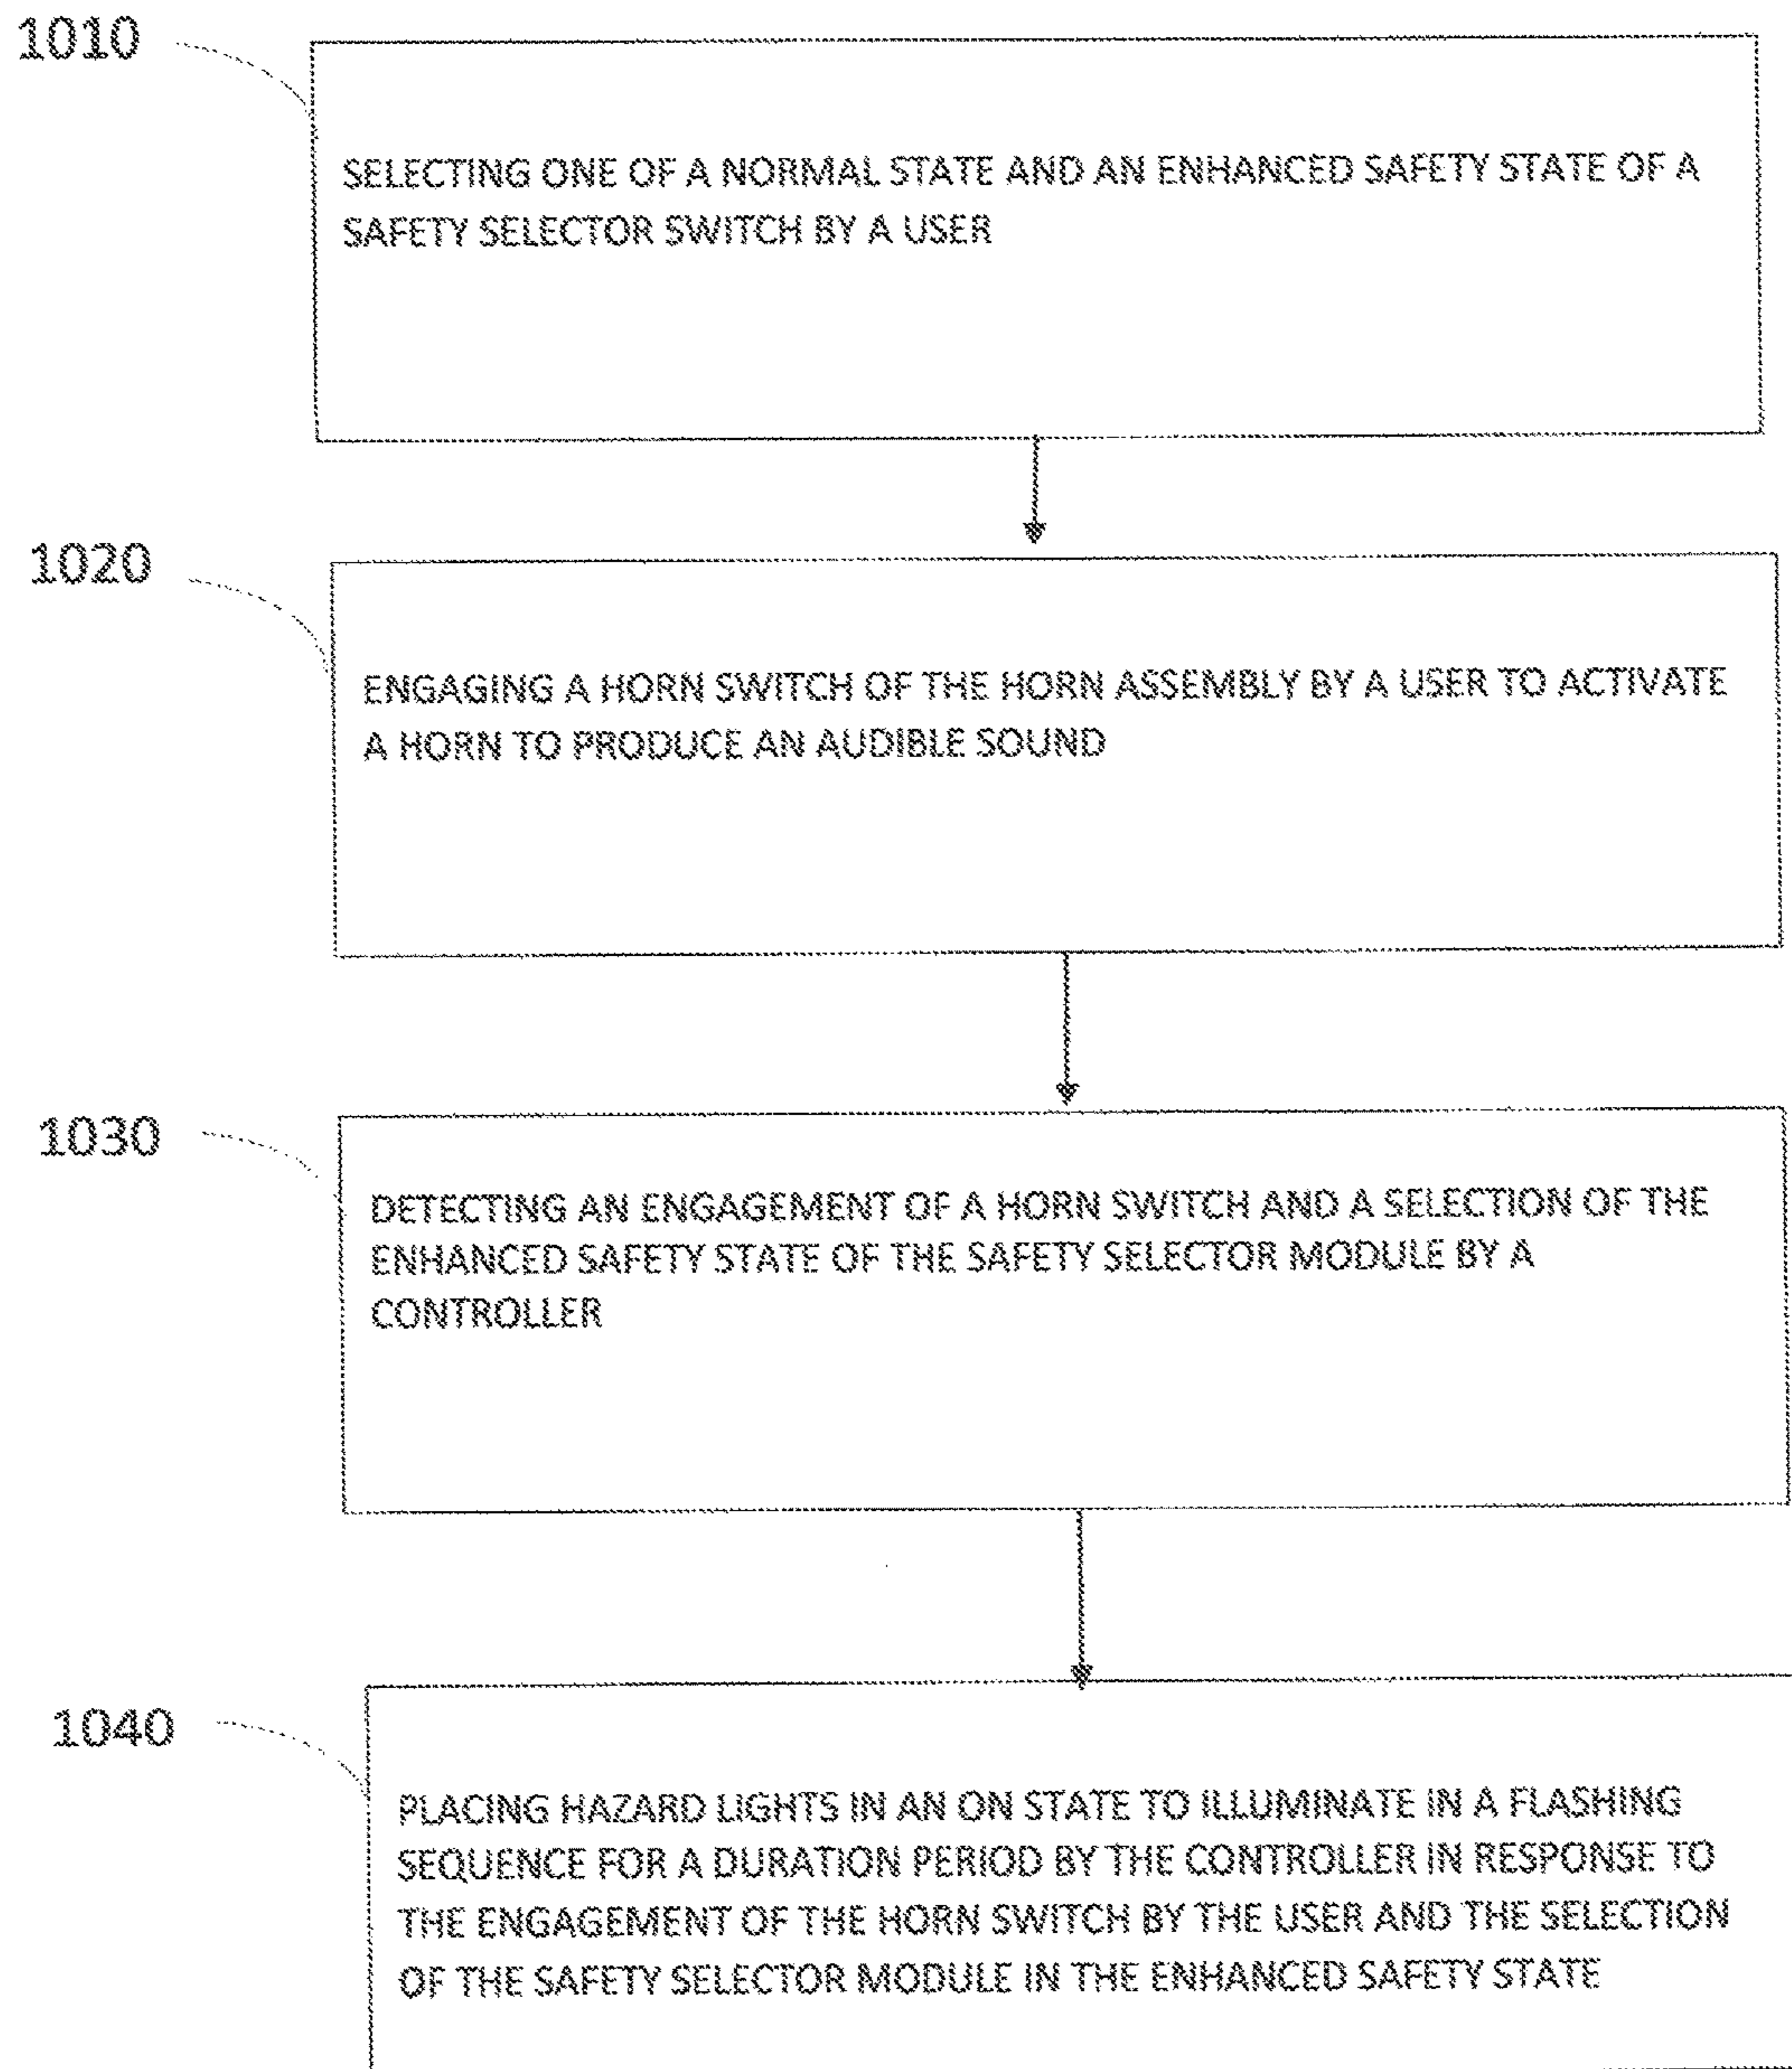 1010
SELECTING ONE OF A NORMAL STATE AND AN ENHANCED SAFETY STATE OF A
SAFETY SELECTOR SWITCH BY A USER
1020
ENGAGING A HORN SWITCH OF THE HORN ASSEMBLY BY A USER TO ACTIVATE
A HORN TO PRODUCE AN AUDIBLE SOUND
1030
DETECTING AN ENGAGEMENT OF A HORN SWITCH AND A SELECTION OF THE
ENHANCED SAFETY STATE OF THE SAFETY SELECTOR MODULE BY A
CONTROLLER
1040
PLACING HAZARD LIGHTS IN AN ON STATE TO ILLUMINATE IN A FLASHING
SEQUENCE FOR A DURATION PERIOD BY THE CONTROLLER IN RESPONSE TO
THE ENGAGEMENT OF THE HORN SWITCH BY THE USER AND THE SELECTION
OF THE SAFETY SELECTOR MODULE IN THE ENHANCED SAFETY STATE